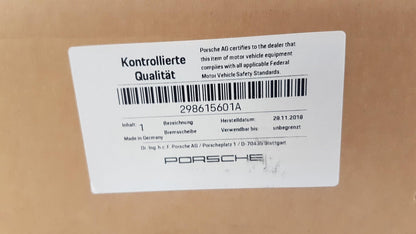 Kontrollierte
Qualität
Porsche AG certifies to the dealer that
this item of motor vehicle equipment
complies with all applicable Federal
Motor Vehicle Safety Standards.
298615601A
Inhalt: 1 Bezeichnung Herstelldatum: 28.11.2018
Bremsscheibe Verwendbar bis: unbegrenzt
Made in Germany
Dr. Ing. h.c. F. Porsche AG / Porscheplatz 1 / D-70435 Stuttgart
PORSCHE